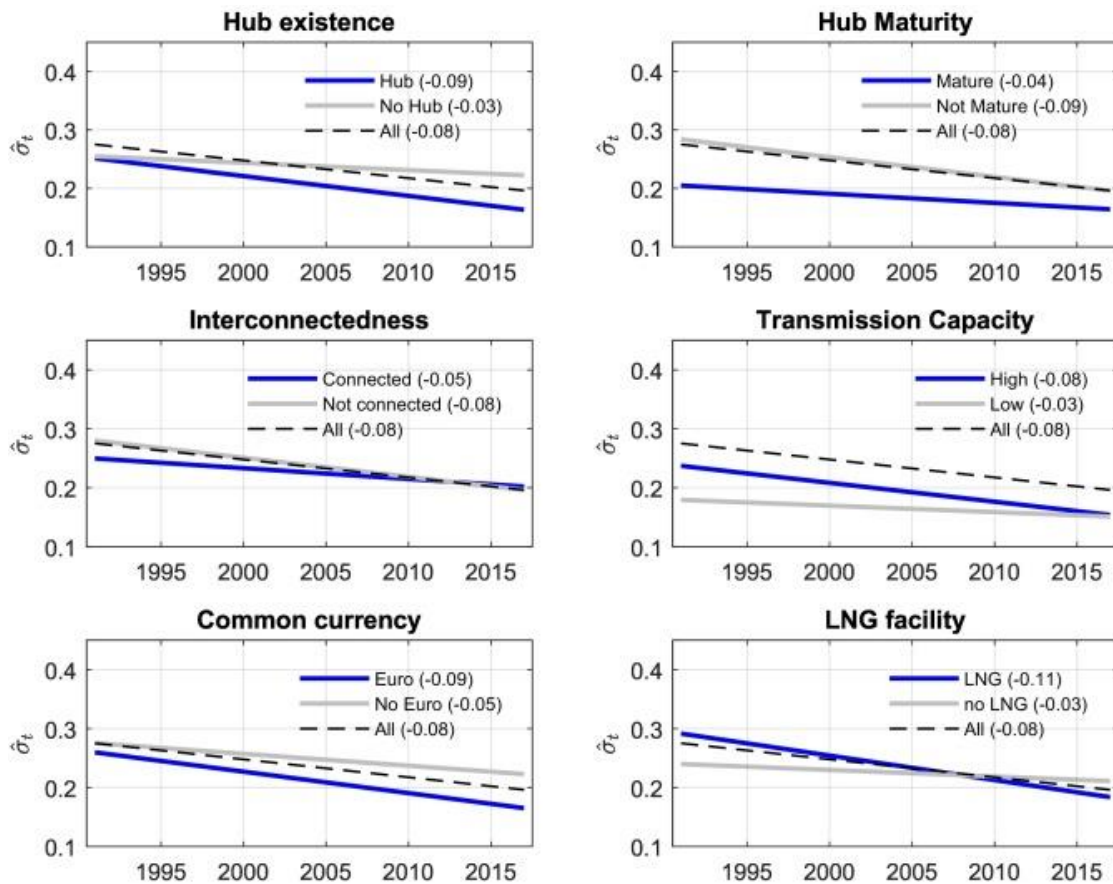 Hub existence
σ̂t
0.4
0.3
0.2
0.1
Hub (-0.09)
No Hub (-0.03)
All (-0.08)
1995 2000 2005 2010 2015
Hub Maturity
σ̂t
0.4
0.3
0.2
0.1
Mature (-0.04)
Not Mature (-0.09)
All (-0.08)
1995 2000 2005 2010 2015
Interconnectedness
σ̂t
0.4
0.3
0.2
0.1
Connected (-0.05)
Not connected (-0.08)
All (-0.08)
1995 2000 2005 2010 2015
Transmission Capacity
σ̂t
0.4
0.3
0.2
0.1
High (-0.08)
Low (-0.03)
All (-0.08)
1995 2000 2005 2010 2015
Common currency
σ̂t
0.4
0.3
0.2
0.1
Euro (-0.09)
No Euro (-0.05)
All (-0.08)
1995 2000 2005 2010 2015
LNG facility
σ̂t
0.4
0.3
0.2
0.1
LNG (-0.11)
no LNG (-0.03)
All (-0.08)
1995 2000 2005 2010 2015